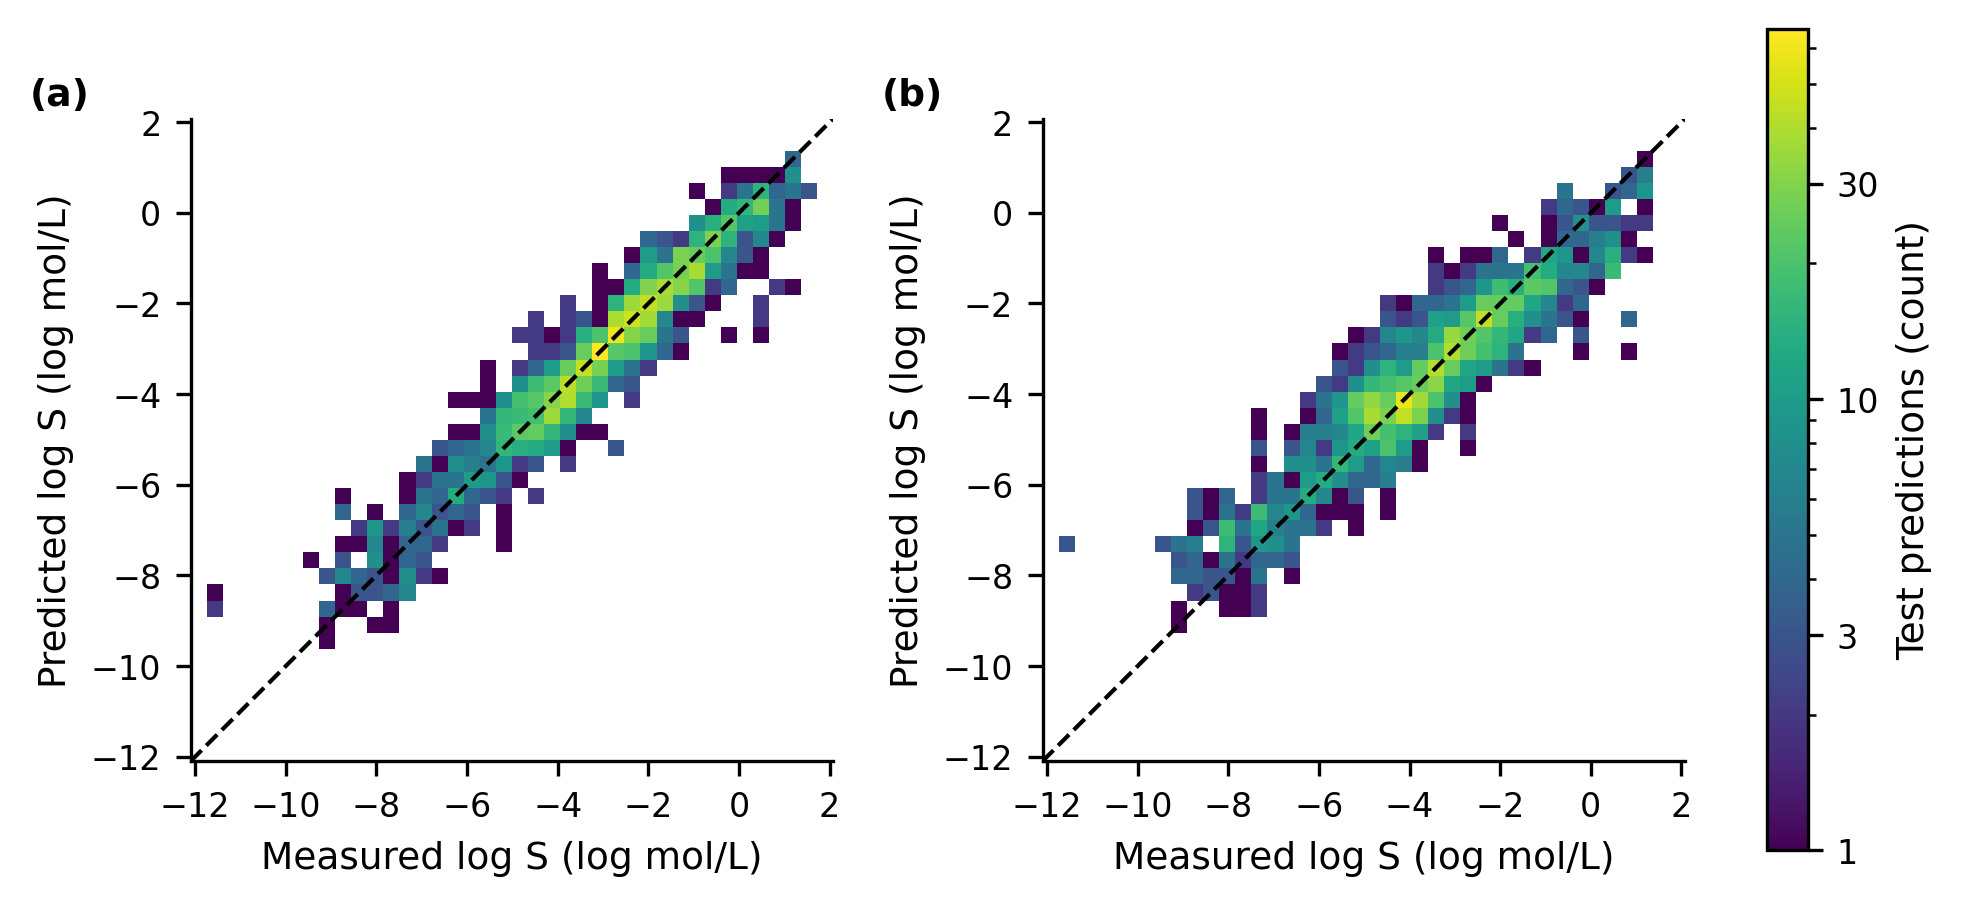 (a)
2
0
−2
−4
−6
−8
−10
−12
Predicted log S (log mol/L)
−12 −10 −8 −6 −4 −2 0 2
Measured log S (log mol/L)
(b)
2
0
−2
−4
−6
−8
−10
−12
Predicted log S (log mol/L)
−12 −10 −8 −6 −4 −2 0 2
Measured log S (log mol/L)
30
10
3
1
Test predictions (count)